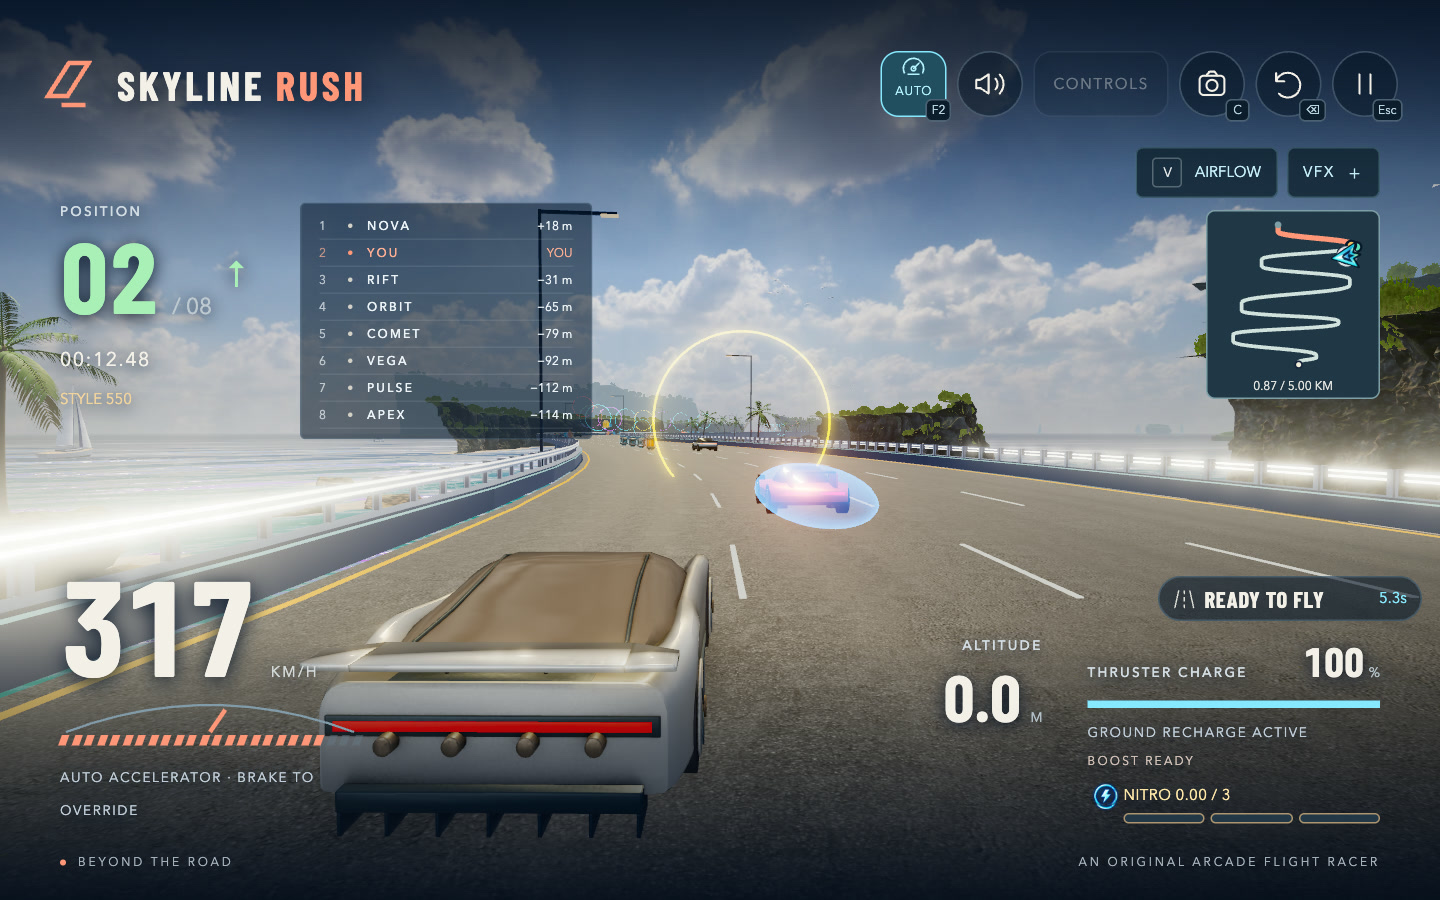 SKYLINE RUSH
AUTO
F2
CONTROLS
C
⌫
Esc
V AIRFLOW
VFX +
POSITION
02 / 08
00:12.48
STYLE 550
1 • NOVA +18 m
2 • YOU YOU
3 • RIFT −31 m
4 • ORBIT −65 m
5 • COMET −79 m
6 • VEGA −92 m
7 • PULSE −112 m
8 • APEX −114 m
0.87 / 5.00 KM
317 KM/H
AUTO ACCELERATOR · BRAKE TO
OVERRIDE
BEYOND THE ROAD
READY TO FLY 5.3s
ALTITUDE
0.0 M
THRUSTER CHARGE 100 %
GROUND RECHARGE ACTIVE
BOOST READY
NITRO 0.00 / 3
AN ORIGINAL ARCADE FLIGHT RACER